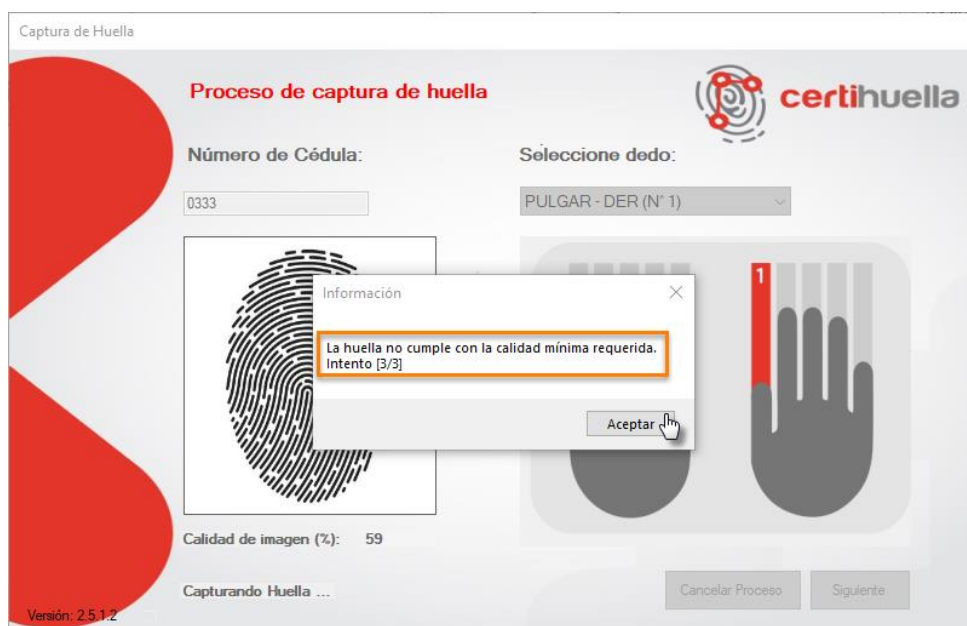 Captura de Huella
Proceso de captura de huella
certihuella
Número de Cédula:
Seleccione dedo:
0333
PULGAR - DER (N° 1)
1
Información
La huella no cumple con la calidad mínima requerida.
Intento [3/3]
Aceptar
Calidad de imagen (%): 59
Capturando Huella ...
Cancelar Proceso
Siguiente
Versión: 2.5.1.2